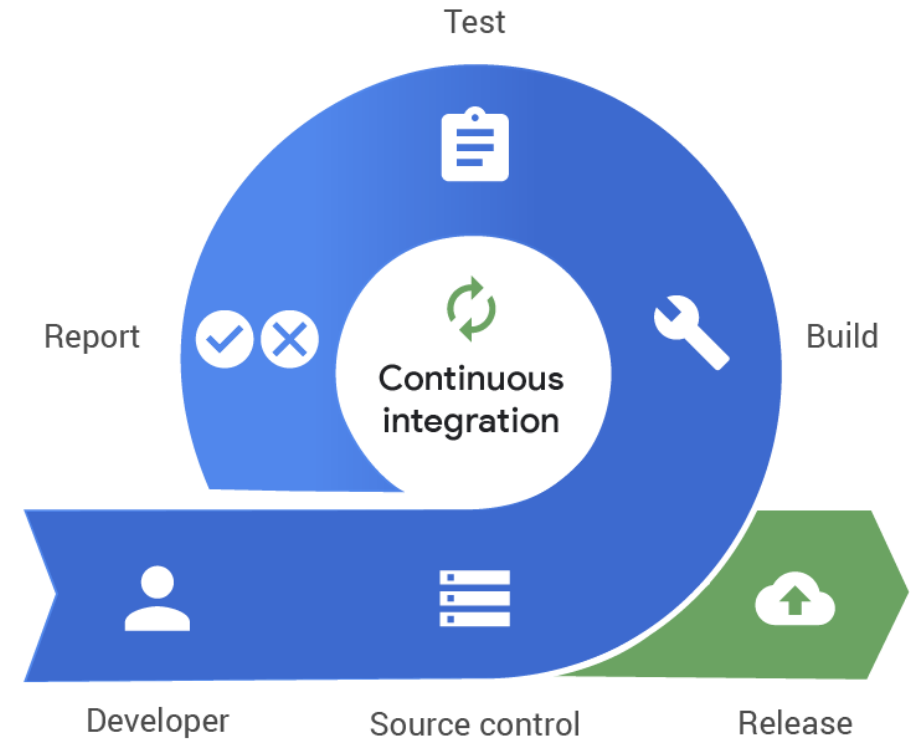 Test
Report
Continuous
integration
Build
Developer
Source control
Release